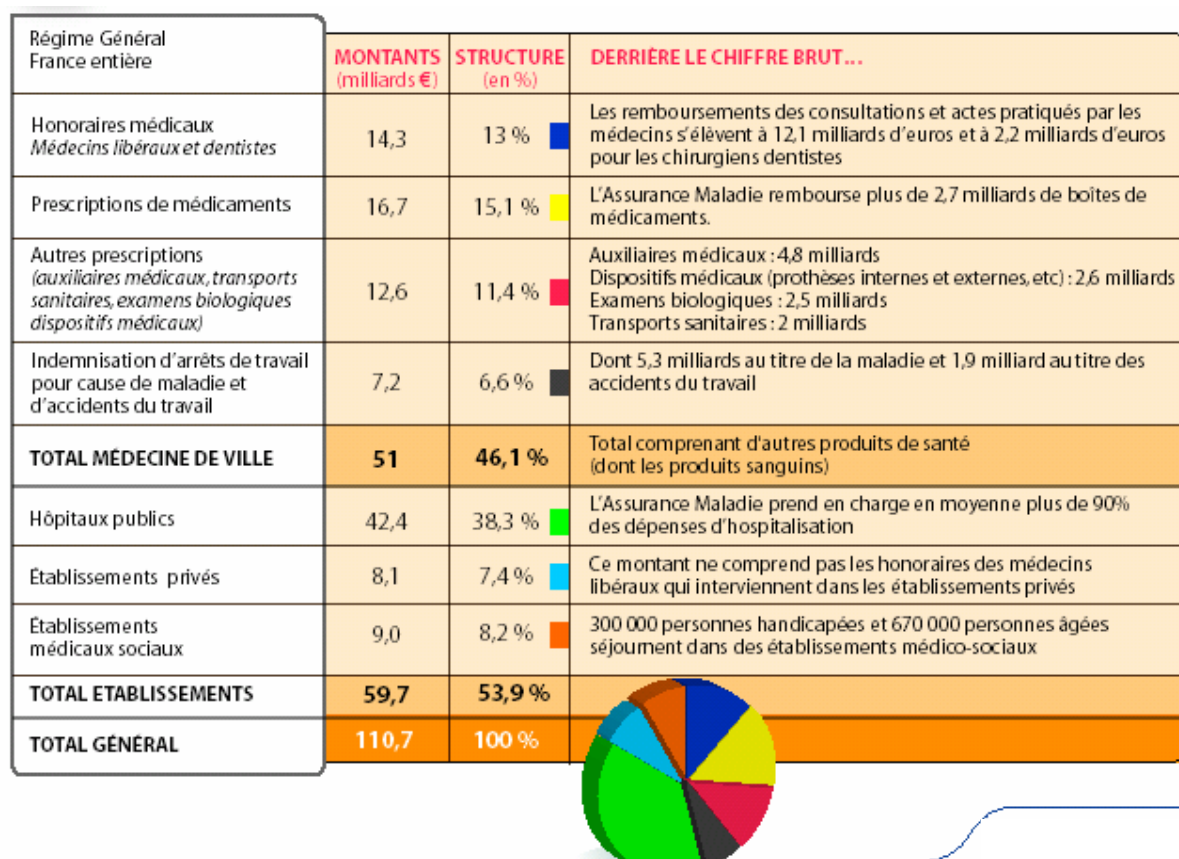 Régime Général
France entière
MONTANTS
(milliards €)
STRUCTURE
(en %)
DERRIÈRE LE CHIFFRE BRUT...
Honoraires médicaux
Médecins libéraux et dentistes
14,3
13 %
Les remboursements des consultations et actes pratiqués par les
médecins s'élèvent à 12,1 milliards d'euros et à 2,2 milliards d'euros
pour les chirurgiens dentistes
Prescriptions de médicaments
16,7
15,1 %
L'Assurance Maladie rembourse plus de 2,7 milliards de boîtes de
médicaments.
Autres prescriptions
(auxiliaires médicaux, transports
sanitaires, examens biologiques
dispositifs médicaux)
12,6
11,4 %
Auxiliaires médicaux : 4,8 milliards
Dispositifs médicaux (prothèses internes et externes, etc) : 2,6 milliards
Examens biologiques : 2,5 milliards
Transports sanitaires : 2 milliards
Indemnisation d'arrêts de travail
pour cause de maladie et
d'accidents du travail
7,2
6,6 %
Dont 5,3 milliards au titre de la maladie et 1,9 milliard au titre des
accidents du travail
TOTAL MÉDECINE DE VILLE
51
46,1 %
Total comprenant d'autres produits de santé
(dont les produits sanguins)
Hôpitaux publics
42,4
38,3 %
L'Assurance Maladie prend en charge en moyenne plus de 90%
des dépenses d'hospitalisation
Établissements privés
8,1
7,4 %
Ce montant ne comprend pas les honoraires des médecins
libéraux qui interviennent dans les établissements privés
Établissements
médicaux sociaux
9,0
8,2 %
300 000 personnes handicapées et 670 000 personnes âgées
séjournent dans des établissements médico-sociaux
TOTAL ETABLISSEMENTS
59,7
53,9 %
TOTAL GÉNÉRAL
110,7
100 %